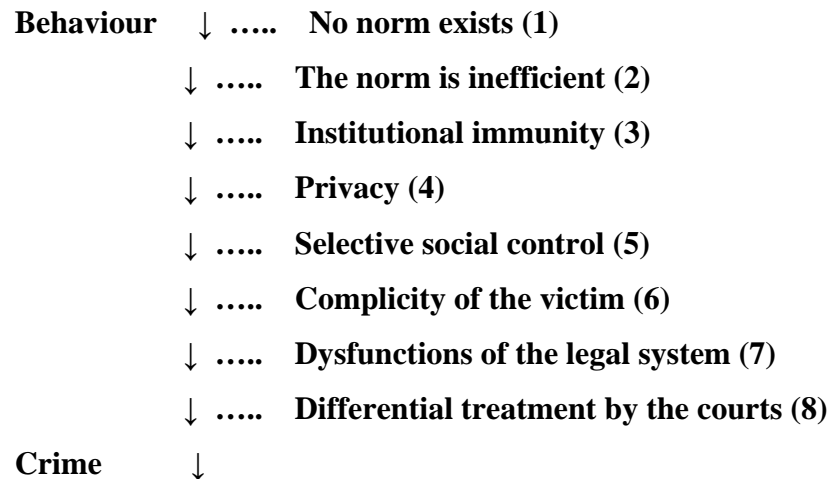 Behaviour ↓ ..... No norm exists (1)
↓ ..... The norm is inefficient (2)
↓ ..... Institutional immunity (3)
↓ ..... Privacy (4)
↓ ..... Selective social control (5)
↓ ..... Complicity of the victim (6)
↓ ..... Dysfunctions of the legal system (7)
↓ ..... Differential treatment by the courts (8)
Crime ↓